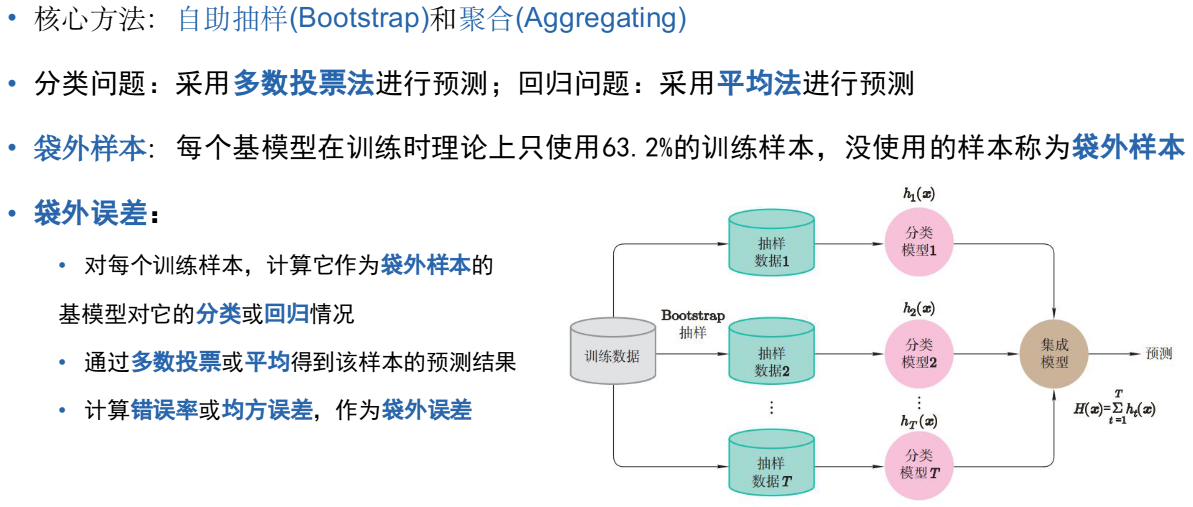 • 核心方法: 自助抽样(Bootstrap)和聚合(Aggregating)
• 分类问题：采用多数投票法进行预测；回归问题：采用平均法进行预测
• 袋外样本: 每个基模型在训练时理论上只使用63.2%的训练样本，没使用的样本称为袋外样本
• 袋外误差：
• 对每个训练样本，计算它作为袋外样本的
基模型对它的分类或回归情况
• 通过多数投票或平均得到该样本的预测结果
• 计算错误率或均方误差，作为袋外误差
训练数据
Bootstrap
抽样
抽样
数据1
抽样
数据2
⋮
抽样
数据T
h₁(x)
分类
模型1
h₂(x)
分类
模型2
⋮
h_T(x)
分类
模型T
集成
模型
预测
H(x)=∑_{t=1}^{T} h_t(x)